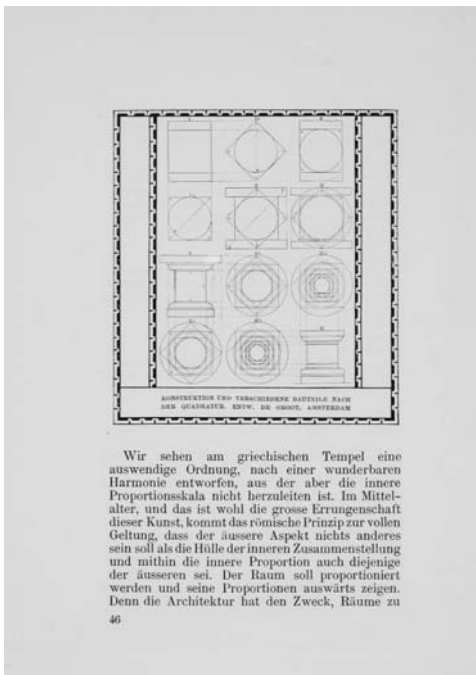 KONSTRUKTION UND VERSCHIEDENE BAUTEILE NACH
DER QUADRATUR. ENTW. DE GROOT, AMSTERDAM
Wir sehen am griechischen Tempel eine
auswendige Ordnung, nach einer wunderbaren
Harmonie entworfen, aus der aber die innere
Proportionsskala nicht herzuleiten ist. Im Mittel-
alter, und das ist wohl die grosse Errungenschaft
dieser Kunst, kommt das römische Prinzip zur vollen
Geltung, dass der äussere Aspekt nichts anderes
sein soll als die Hülle der inneren Zusammenstellung
und mithin die innere Proportion auch diejenige
der äusseren sei. Der Raum soll proportioniert
werden und seine Proportionen auswärts zeigen.
Denn die Architektur hat den Zweck, Räume zu
46